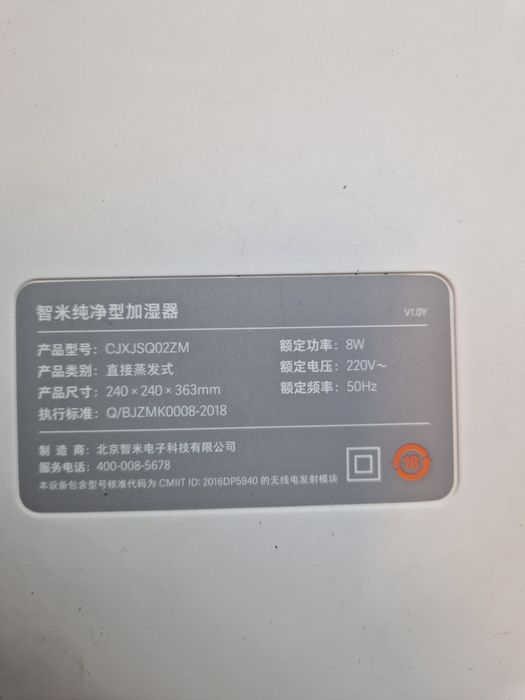 智米纯净型加湿器
V1.0Y
产品型号：CJXJSQ02ZM
额定功率：8W
产品类别：直接蒸发式
额定电压：220V～
产品尺寸：240×240×363mm
额定频率：50Hz
执行标准：Q/BJZMK0008-2018
制 造 商：北京智米电子科技有限公司
服务电话：400-008-5678
本设备包含型号核准代码为 CMIIT ID: 2016DP5940 的无线电发射模块
10